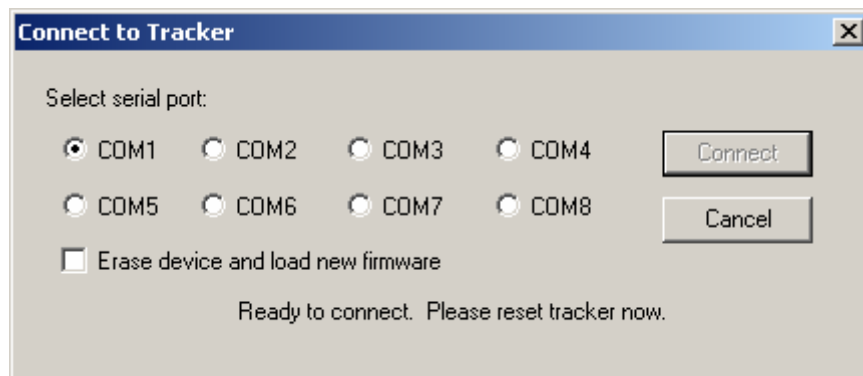 Connect to Tracker
Select serial port:
COM1 COM2 COM3 COM4
Connect
COM5 COM6 COM7 COM8
Cancel
Erase device and load new firmware
Ready to connect.  Please reset tracker now.